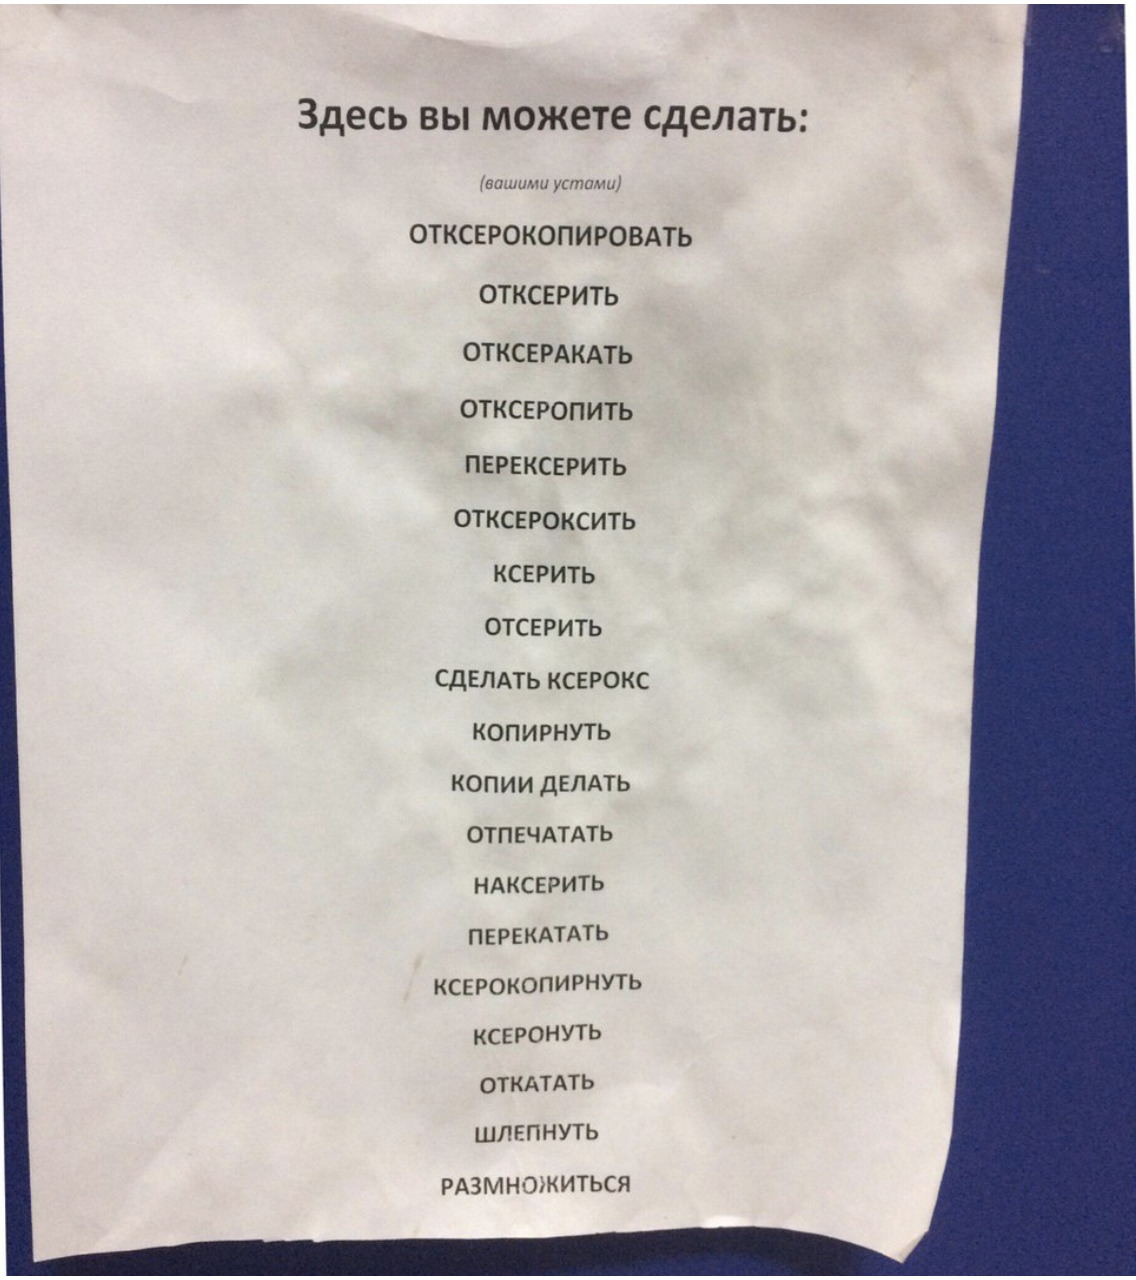 Здесь вы можете сделать:
(вашими устами)
ОТКСЕРОКОПИРОВАТЬ
ОТКСЕРИТЬ
ОТКСЕРАКАТЬ
ОТКСЕРОПИТЬ
ПЕРЕКСЕРИТЬ
ОТКСЕРОКСИТЬ
КСЕРИТЬ
ОТСЕРИТЬ
СДЕЛАТЬ КСЕРОКС
КОПИРНУТЬ
КОПИИ ДЕЛАТЬ
ОТПЕЧАТАТЬ
НАКСЕРИТЬ
ПЕРЕКАТАТЬ
КСЕРОКОПИРНУТЬ
КСЕРОНУТЬ
ОТКАТАТЬ
ШЛЕПНУТЬ
РАЗМНОЖИТЬСЯ